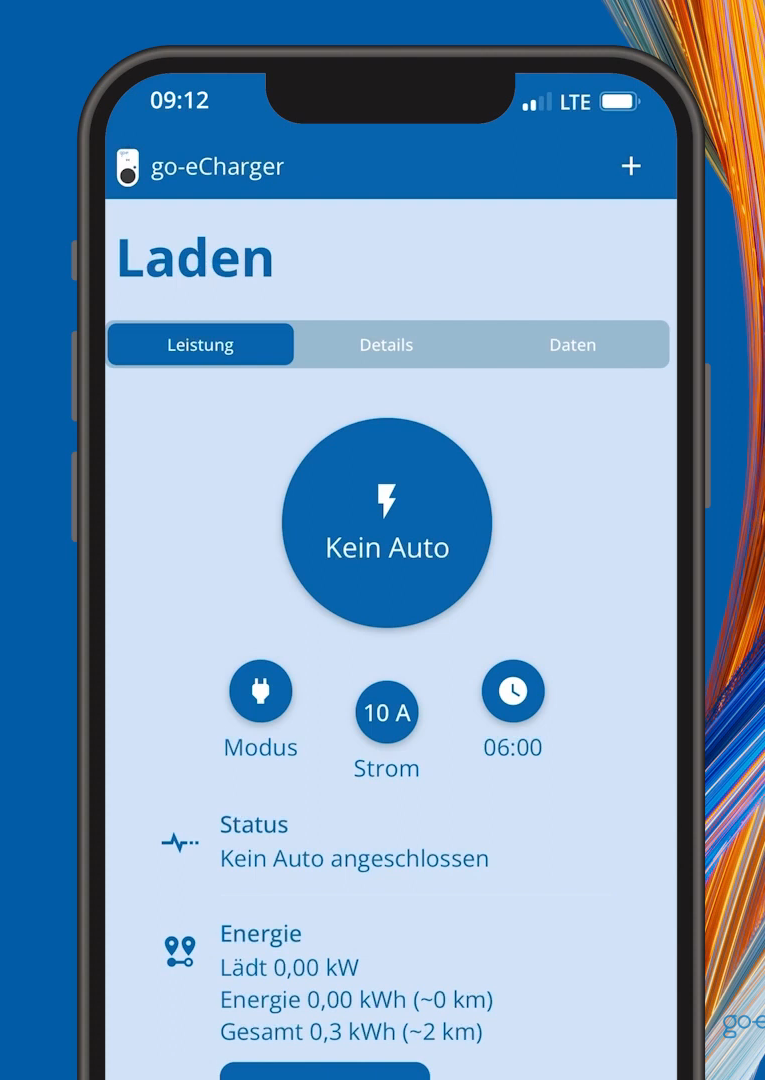 09:12 LTE
go-eCharger +
Laden
Leistung Details Daten
Kein Auto
10 A
Modus 06:00
Strom
Status
Kein Auto angeschlossen
Energie
Lädt 0,00 kW
Energie 0,00 kWh (~0 km)
Gesamt 0,3 kWh (~2 km)
go-e